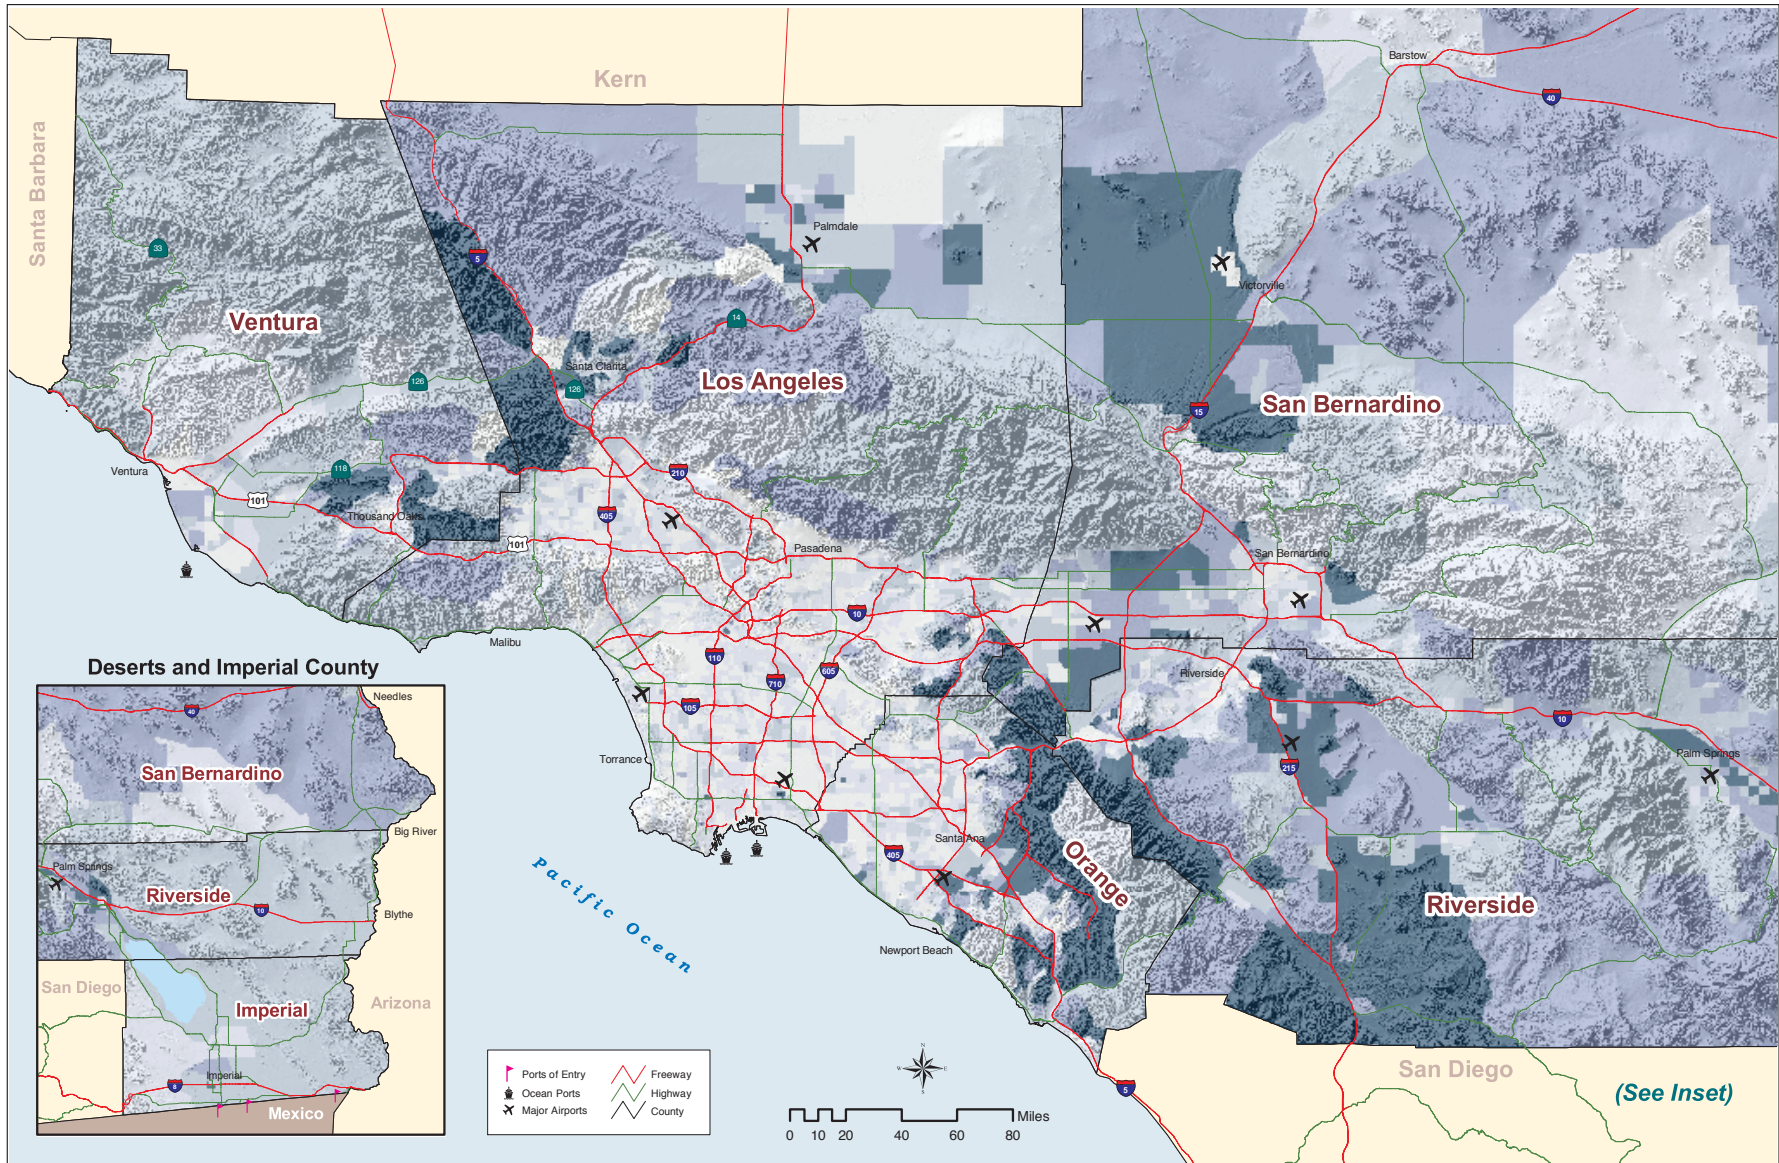 Kern
Barstow
40
Santa Barbara
33
Palmdale
5
Victorville
Ventura
14
Santa Clarita
126
126
Los Angeles
15
San Bernardino
Ventura
118
210
101
Thousand Oaks
405
101
Pasadena
San Bernardino
10
Malibu
110
605
710
105
Riverside
10
215
Palm Springs
Torrance
Santa Ana
405
Orange
Riverside
Newport Beach
Pacific Ocean
San Diego
5
(See Inset)
Deserts and Imperial County
Needles
40
San Bernardino
Big River
Palm Springs
Riverside
10
Blythe
San Diego
Arizona
Imperial
Imperial
8
Mexico
Ports of Entry
Ocean Ports
Major Airports
Freeway
Highway
County
N
W
E
S
Miles
0 10 20 40 60 80